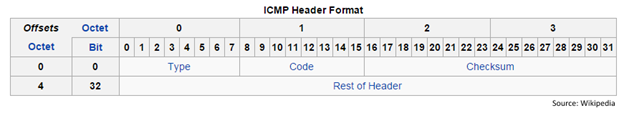 ICMP Header Format
Offsets Octet 0 1 2 3
Octet Bit 0 1 2 3 4 5 6 7 8 9 10 11 12 13 14 15 16 17 18 19 20 21 22 23 24 25 26 27 28 29 30 31
0 0 Type Code Checksum
4 32 Rest of Header
Source: Wikipedia